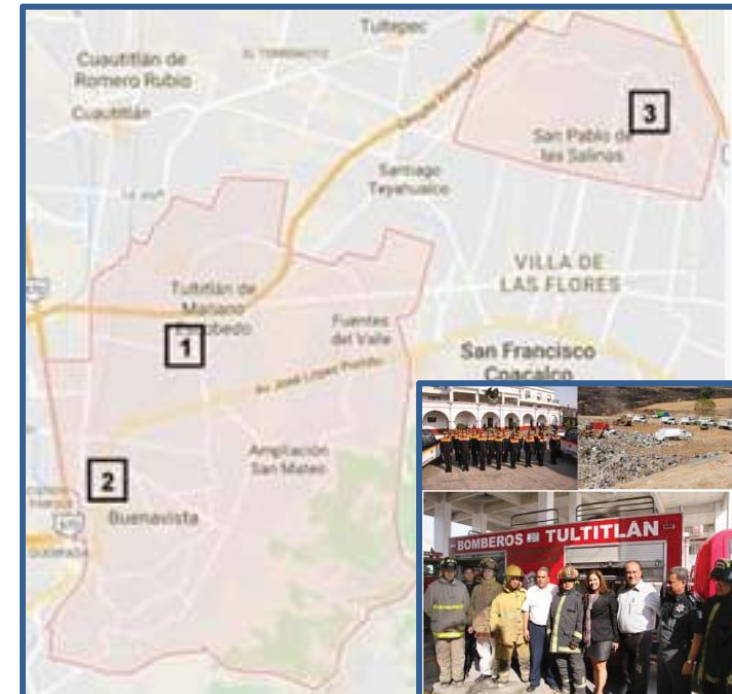 Tultepec
Cuautitlán de
Romero Rubio
Cuautitlán
3
San Pablo de
las Salinas
Santiago
Teyahualco
VILLA DE
LAS FLORES
Tultitlán de
Mariano
1
Fuentes
del Valle
San Francisco
Coacalco
Av José López Portillo
Ampliación
San Mateo
2
Buenavista
BOMBEROS TULTITLÁN